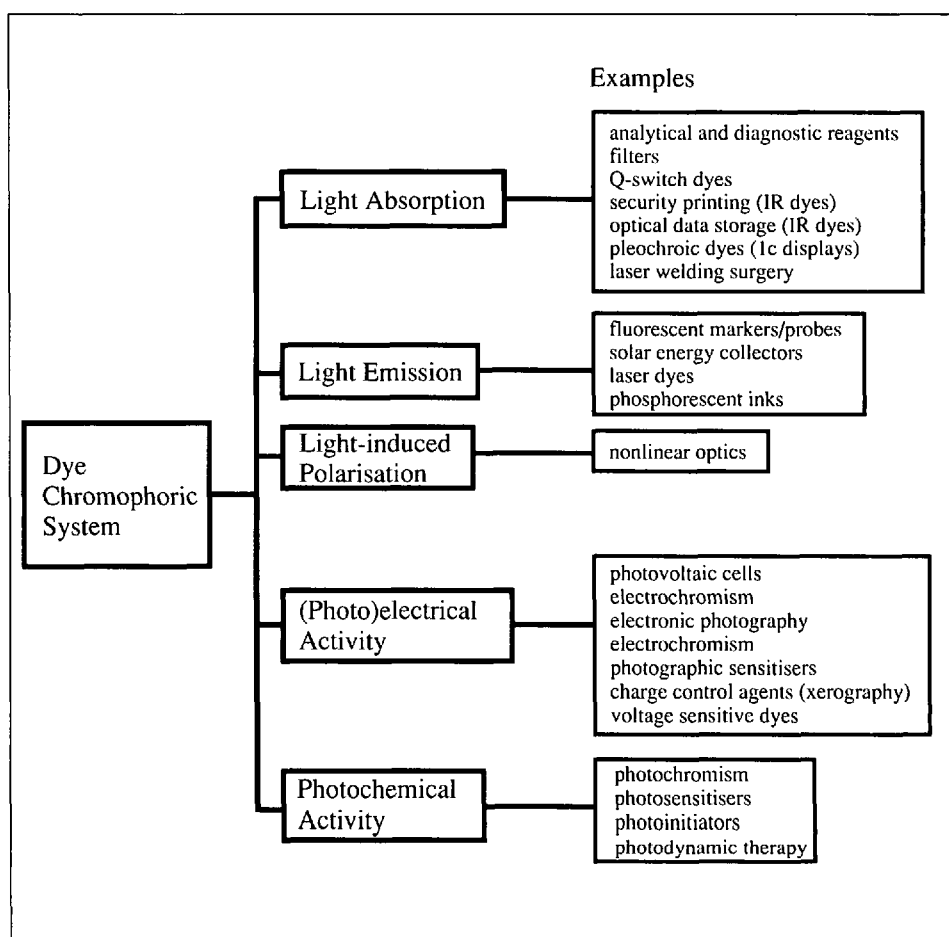 Examples
Light Absorption
analytical and diagnostic reagents
filters
Q-switch dyes
security printing (IR dyes)
optical data storage (IR dyes)
pleochroic dyes (1c displays)
laser welding surgery
Light Emission
fluorescent markers/probes
solar energy collectors
laser dyes
phosphorescent inks
Dye
Chromophoric
System
Light-induced
Polarisation
nonlinear optics
(Photo)electrical
Activity
photovoltaic cells
electrochromism
electronic photography
electrochromism
photographic sensitisers
charge control agents (xerography)
voltage sensitive dyes
Photochemical
Activity
photochromism
photosensitisers
photoinitiators
photodynamic therapy